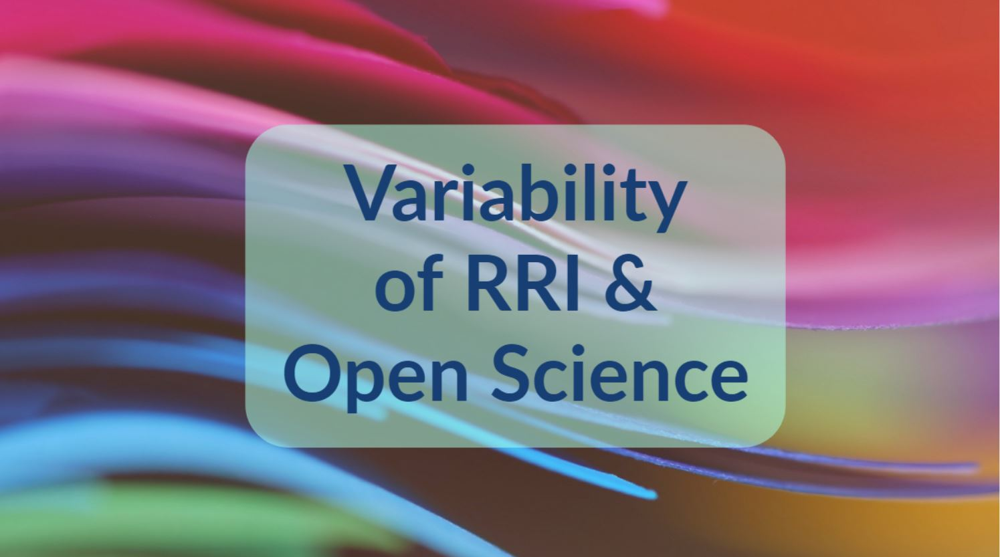 Variability
of RRI &
Open Science